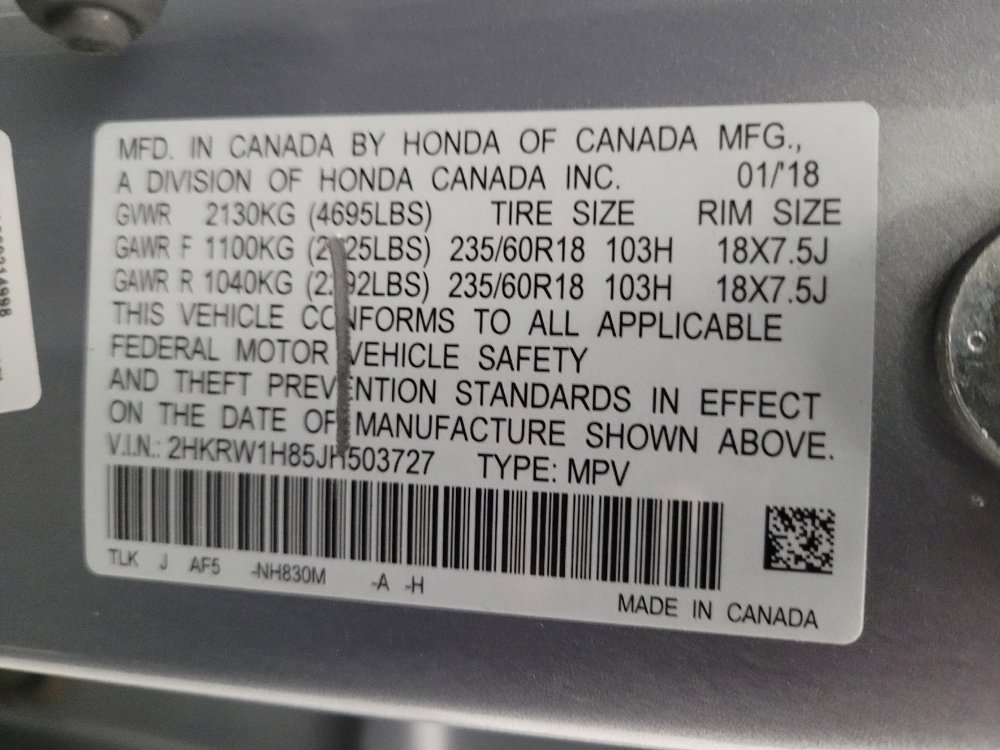 MFD. IN CANADA BY HONDA OF CANADA MFG.,
A DIVISION OF HONDA CANADA INC. 01/'18
GVWR 2130KG (4695LBS) TIRE SIZE RIM SIZE
GAWR F 1100KG 235/60R18 103H 18X7.5J
GAWR R 1040KG 235/60R18 103H 18X7.5J
THIS VEHICLE CONFORMS TO ALL APPLICABLE
FEDERAL MOTOR VEHICLE SAFETY
AND THEFT PREVENTION STANDARDS IN EFFECT
ON THE DATE OF MANUFACTURE SHOWN ABOVE.
V.I.N.: 2HKRW1H85JH503727 TYPE: MPV
TLK J AF5 -NH830M -A -H
MADE IN CANADA